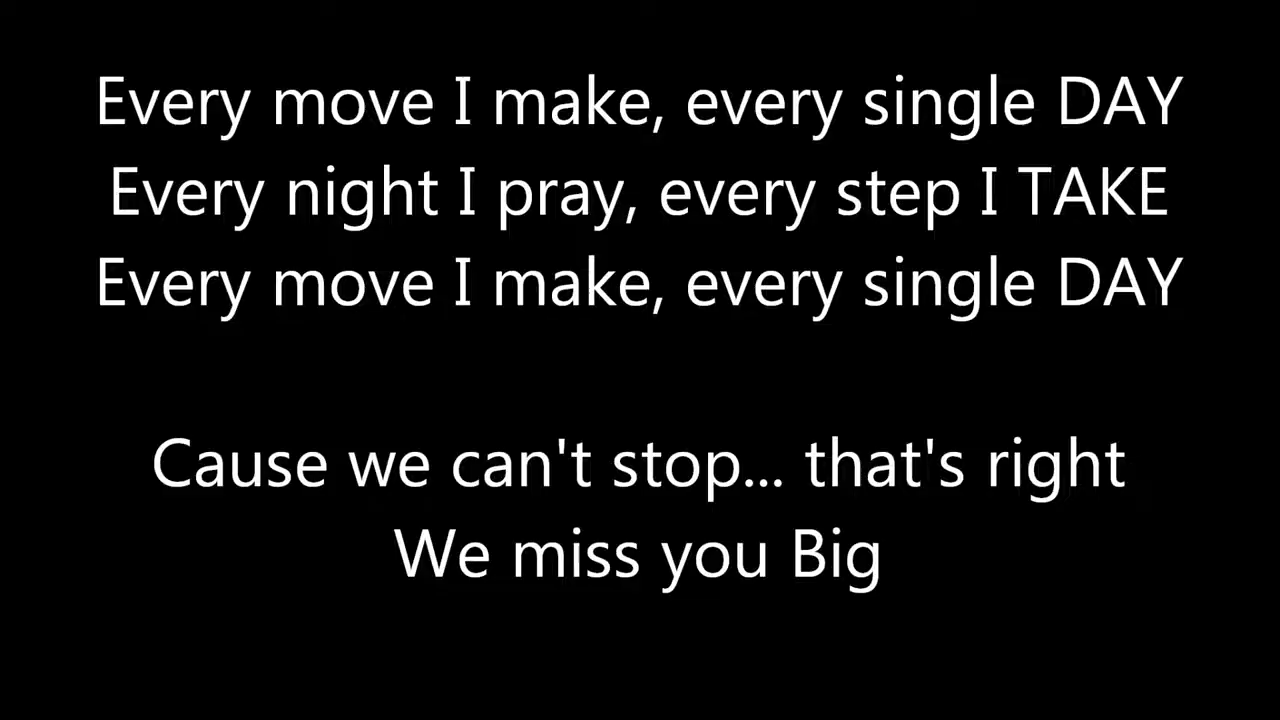 Every move I make, every single DAY
Every night I pray, every step I TAKE
Every move I make, every single DAY
Cause we can't stop... that's right
We miss you Big